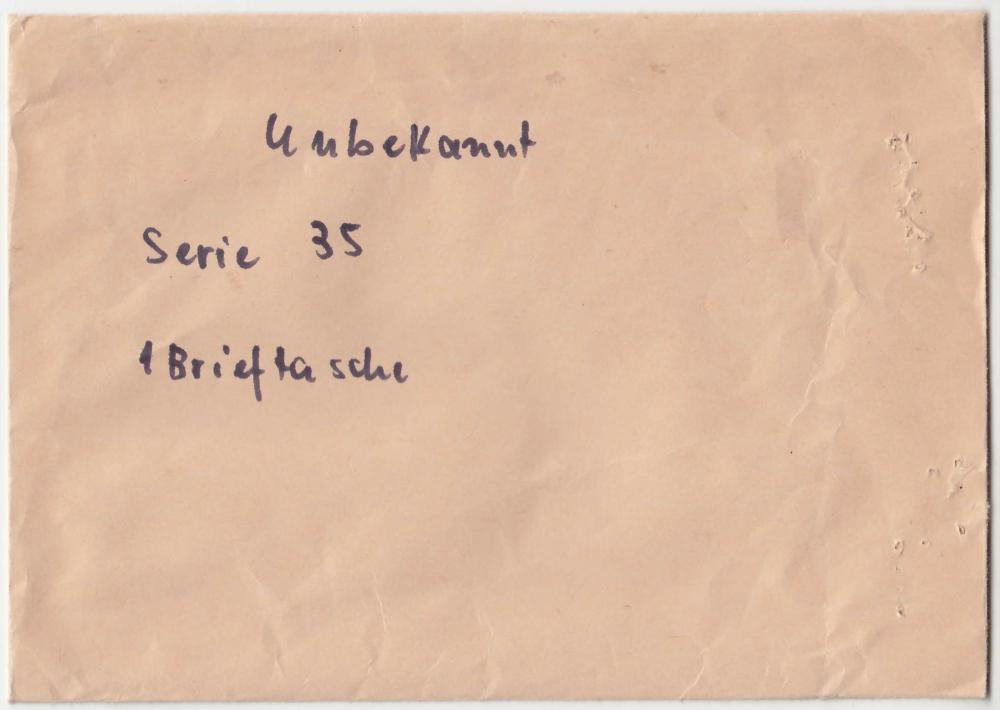 Unbekannt
Serie 35
1 Brieftasche